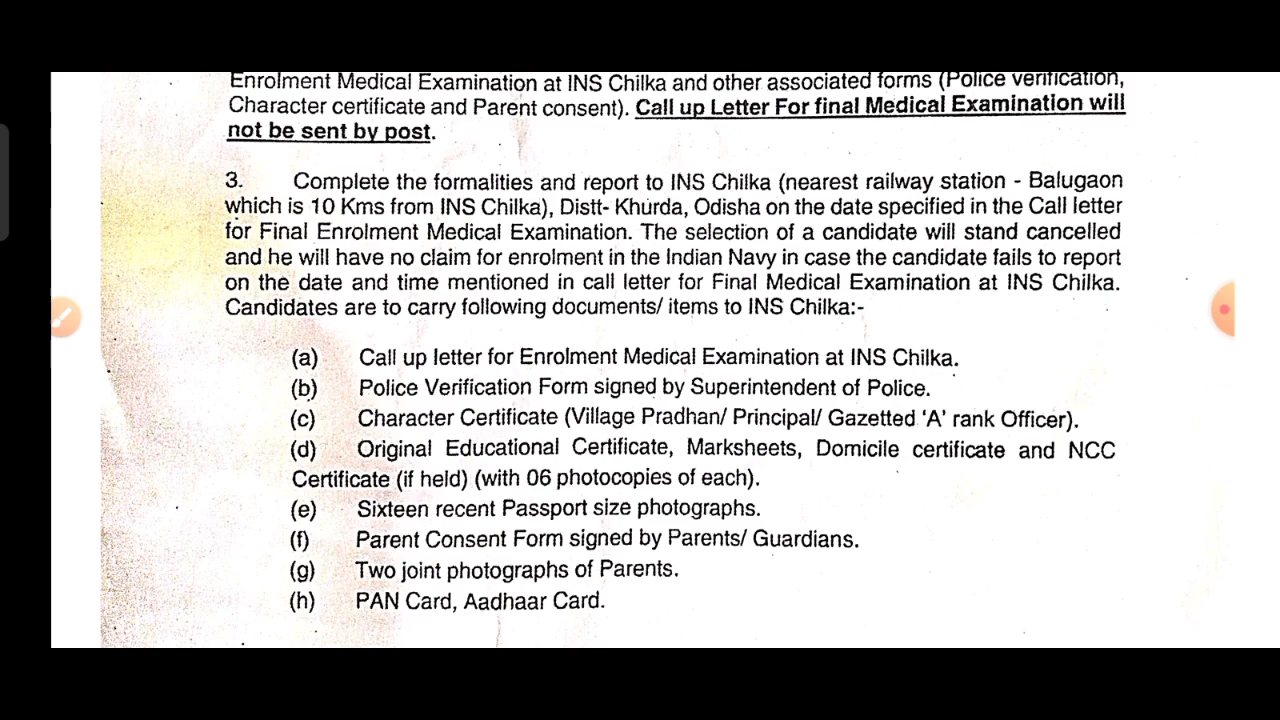 Enrolment Medical Examination at INS Chilka and other associated forms (Police verification,
Character certificate and Parent consent). Call up Letter For final Medical Examination will
not be sent by post.
3. Complete the formalities and report to INS Chilka (nearest railway station - Balugaon
which is 10 Kms from INS Chilka), Distt- Khurda, Odisha on the date specified in the Call letter
for Final Enrolment Medical Examination. The selection of a candidate will stand cancelled
and he will have no claim for enrolment in the Indian Navy in case the candidate fails to report
on the date and time mentioned in call letter for Final Medical Examination at INS Chilka.
Candidates are to carry following documents/ items to INS Chilka:-
(a) Call up letter for Enrolment Medical Examination at INS Chilka.
(b) Police Verification Form signed by Superintendent of Police.
(c) Character Certificate (Village Pradhan/ Principal/ Gazetted 'A' rank Officer).
(d) Original Educational Certificate, Marksheets, Domicile certificate and NCC
Certificate (if held) (with 06 photocopies of each).
(e) Sixteen recent Passport size photographs.
(f) Parent Consent Form signed by Parents/ Guardians.
(g) Two joint photographs of Parents.
(h) PAN Card, Aadhaar Card.